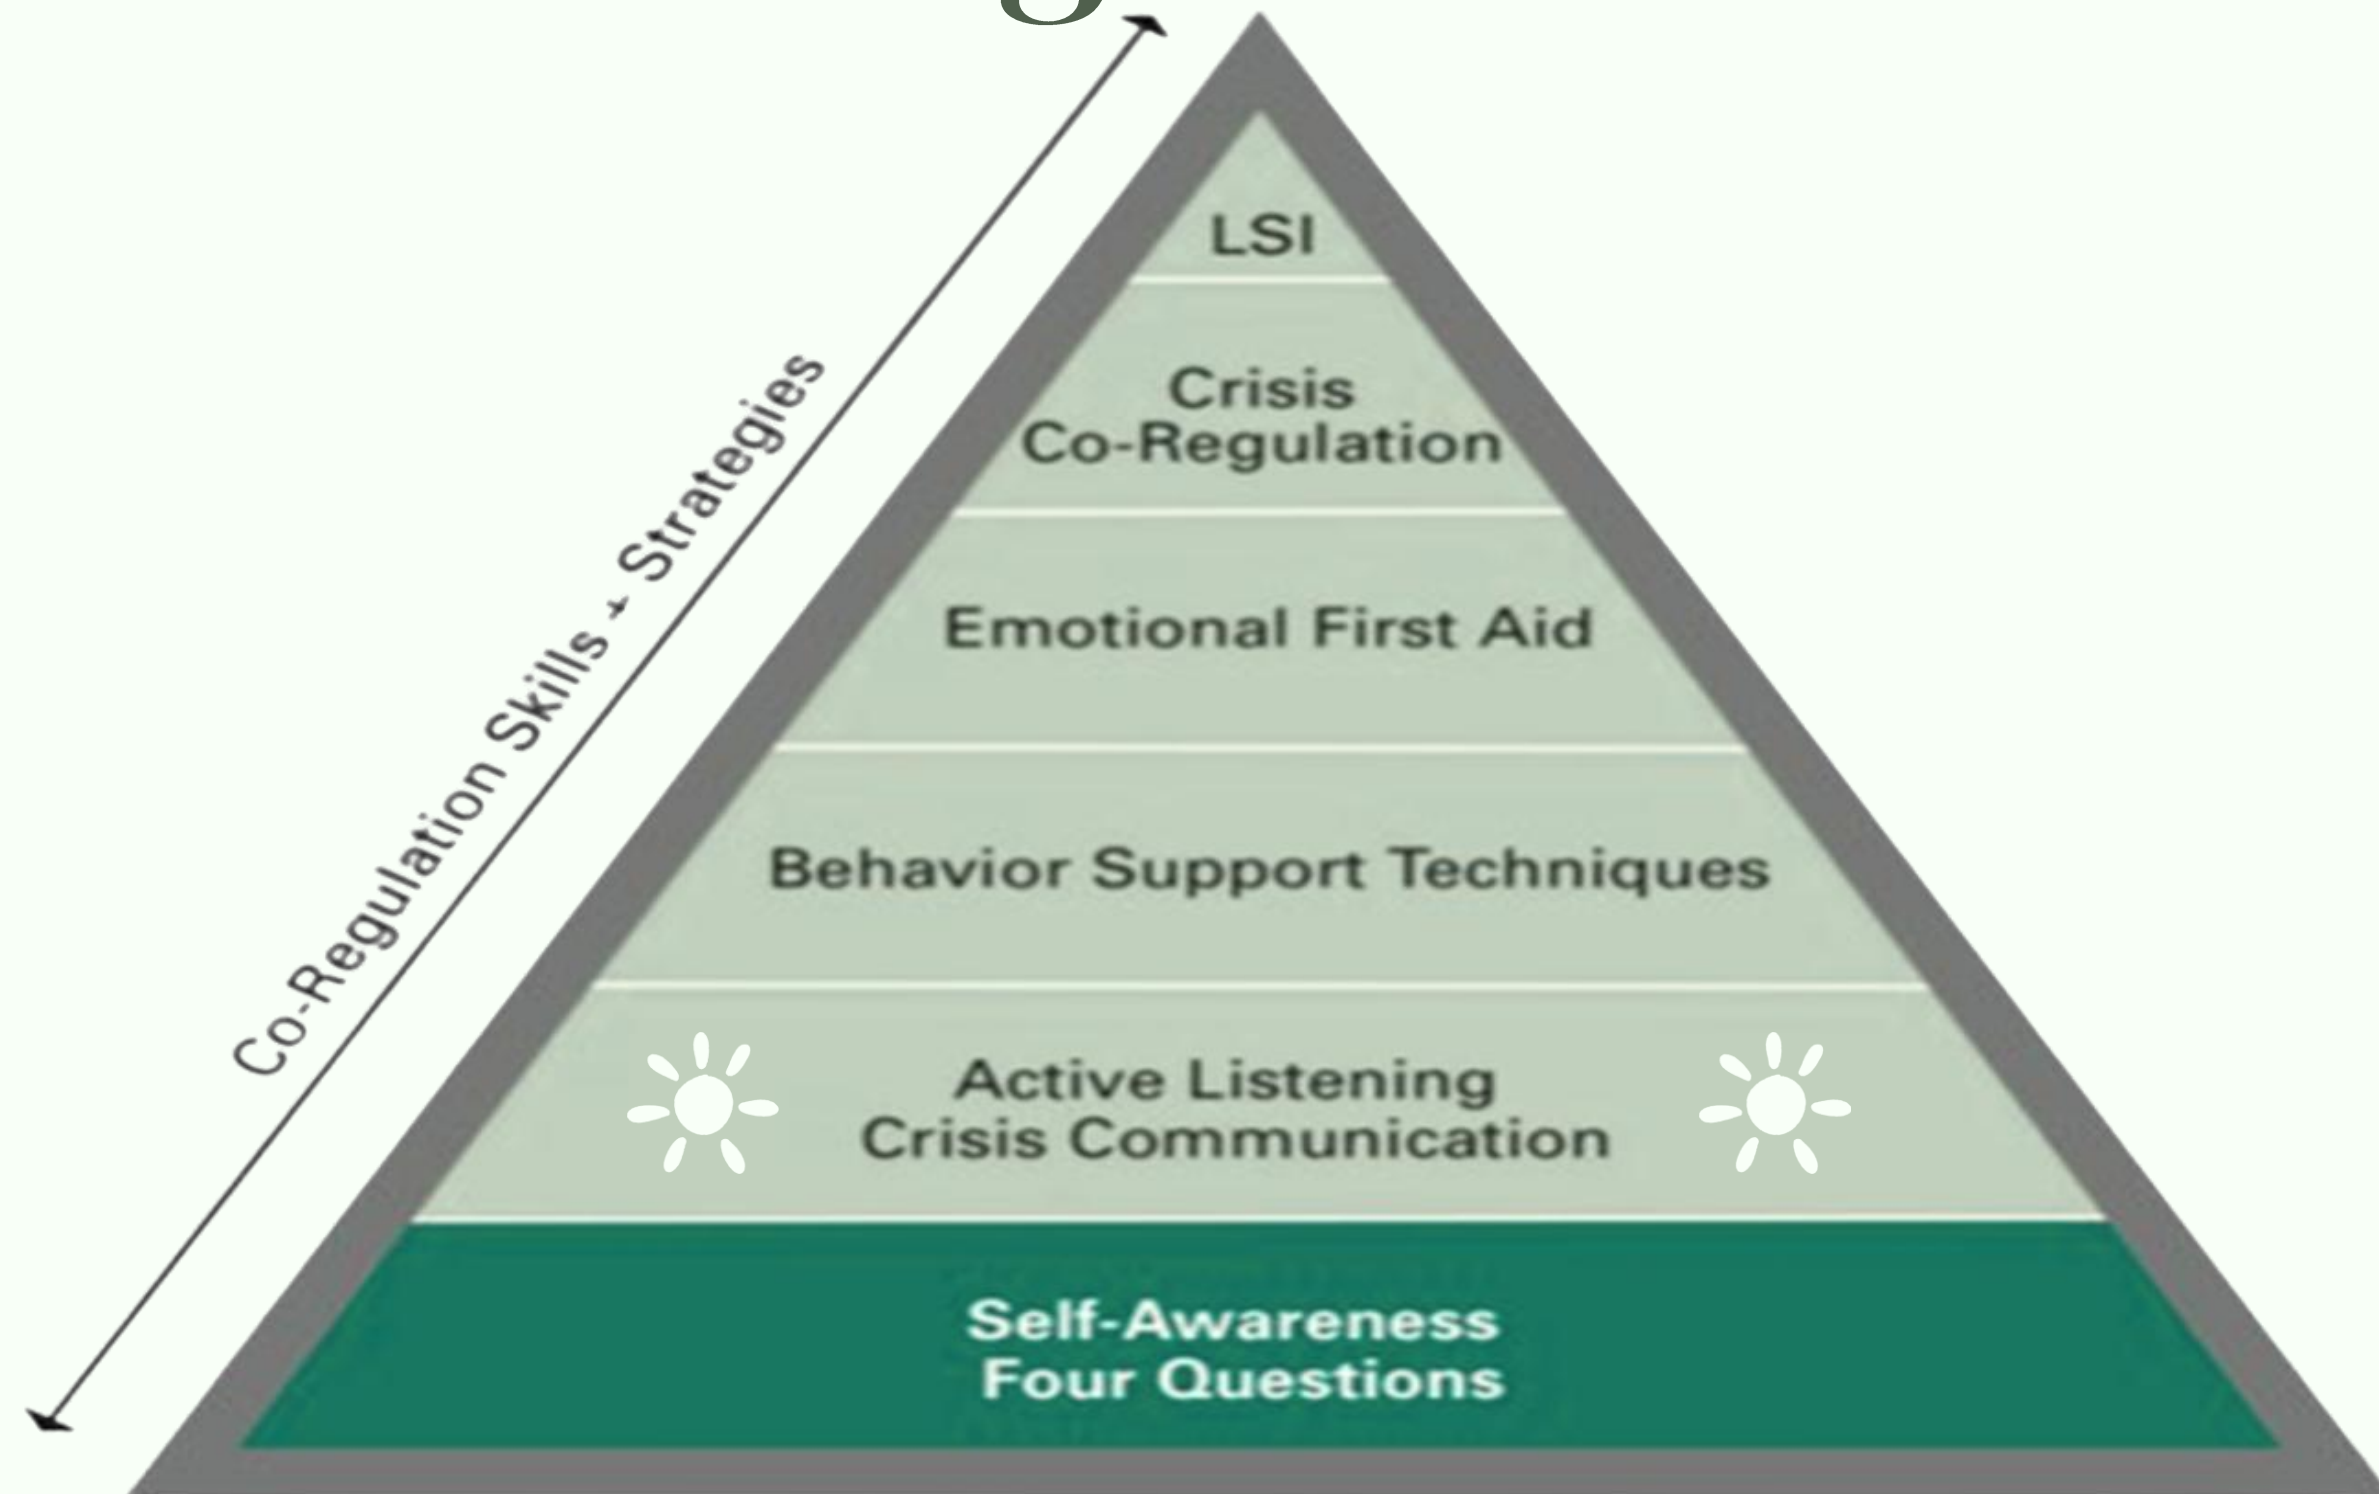 LSI
Crisis
Co-Regulation
Emotional First Aid
Behavior Support Techniques
Active Listening
Crisis Communication
Self-Awareness
Four Questions
Co-Regulation Skills + Strategies